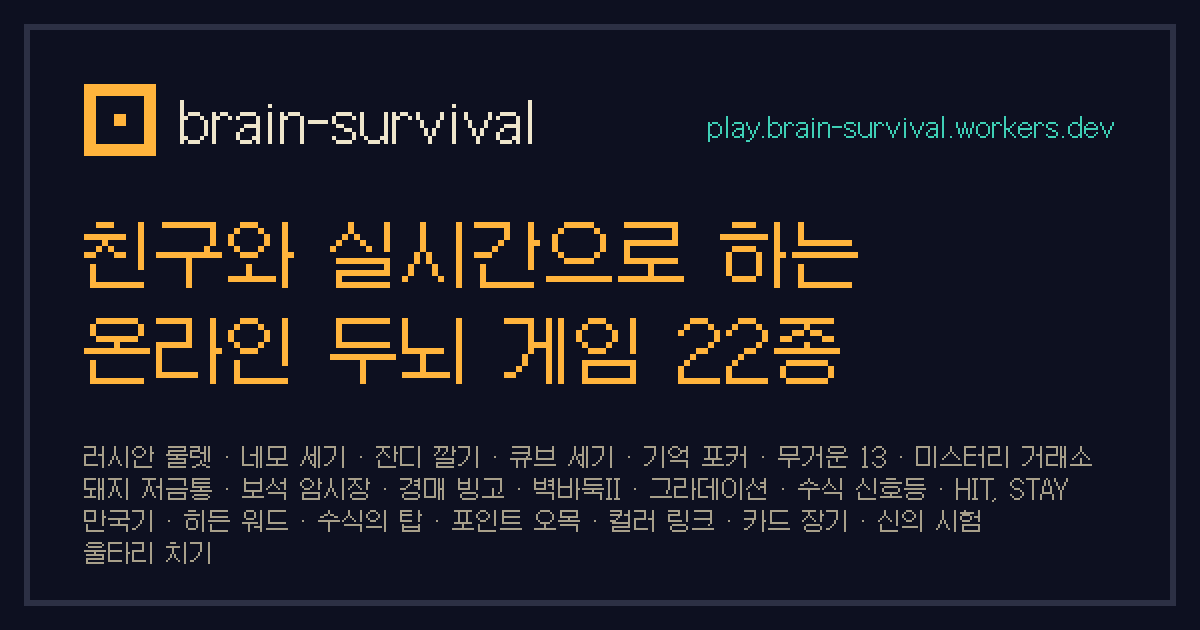 brain-survival
play.brain-survival.workers.dev
친구와 실시간으로 하는
온라인 두뇌 게임 22종
러시안 룰렛 · 네모 세기 · 잔디 깔기 · 큐브 세기 · 기억 포커 · 무거운 13 · 미스터리 거래소
돼지 저금통 · 보석 암시장 · 경매 빙고 · 벽바둑II · 그라데이션 · 수식 신호등 · HIT, STAY
만국기 · 히든 워드 · 수식의 탑 · 포인트 오목 · 컬러 링크 · 카드 장기 · 신의 시험
울타리 치기